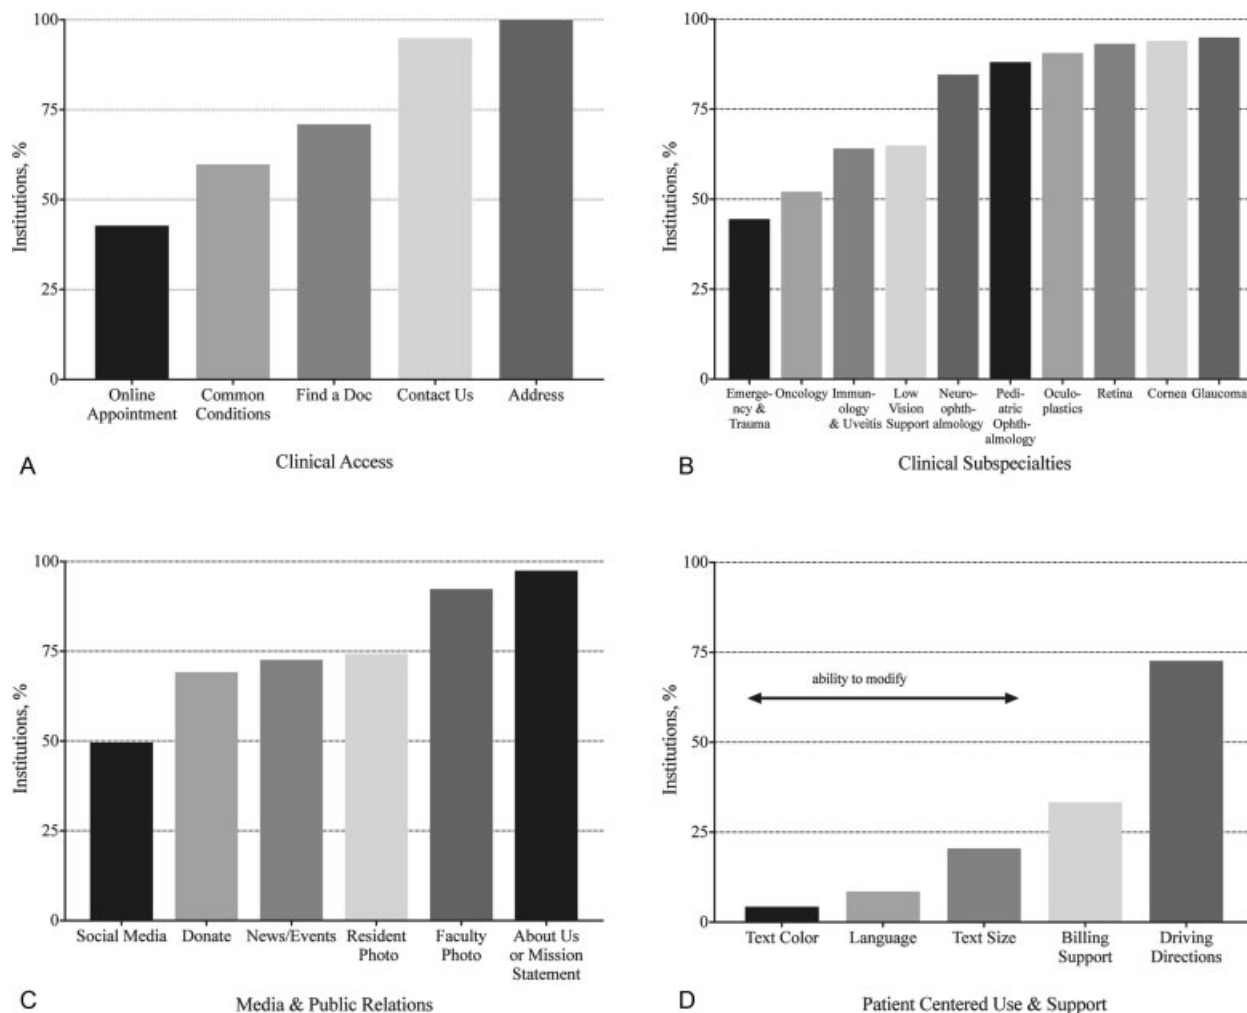 100
75
50
25
0
Institutions, %
Online
Appointment
Common
Conditions
Find a Doc
Contact Us
Address
A
Clinical Access
100
75
50
25
0
Institutions, %
Emerge-
ncy &
Trauma
Oncology
Immun-
ology
& Uveitis
Low
Vision
Support
Neuro-
ophth-
almology
Pedi-
atric
Ophth-
almology
Oculo-
plastics
Retina
Cornea
Glaucoma
B
Clinical Subspecialties
100
75
50
25
0
Institutions, %
Social Media
Donate
News/Events
Resident
Photo
Faculty
Photo
About Us
or Mission
Statement
C
Media & Public Relations
100
75
50
25
0
Institutions, %
ability to modify
Text Color
Language
Text Size
Billing
Support
Driving
Directions
D
Patient Centered Use & Support